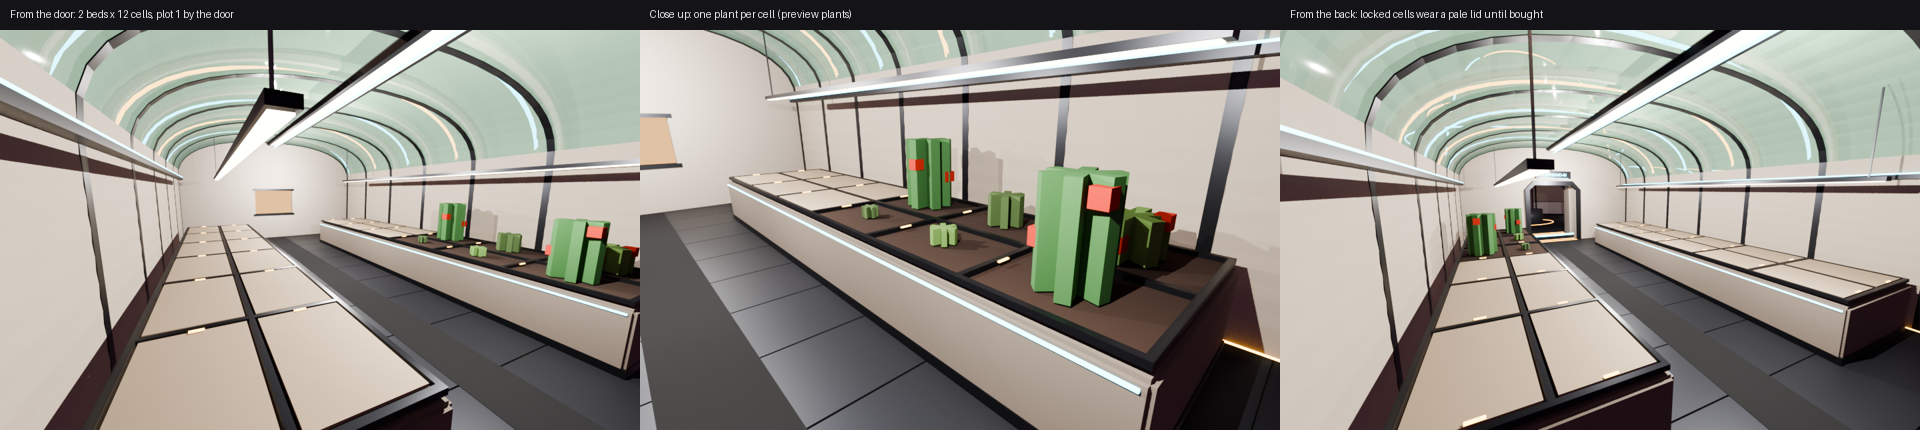 From the door: 2 beds x 12 cells, plot 1 by the door
Close up: one plant per cell (preview plants)
From the back: locked cells wear a pale lid until bought